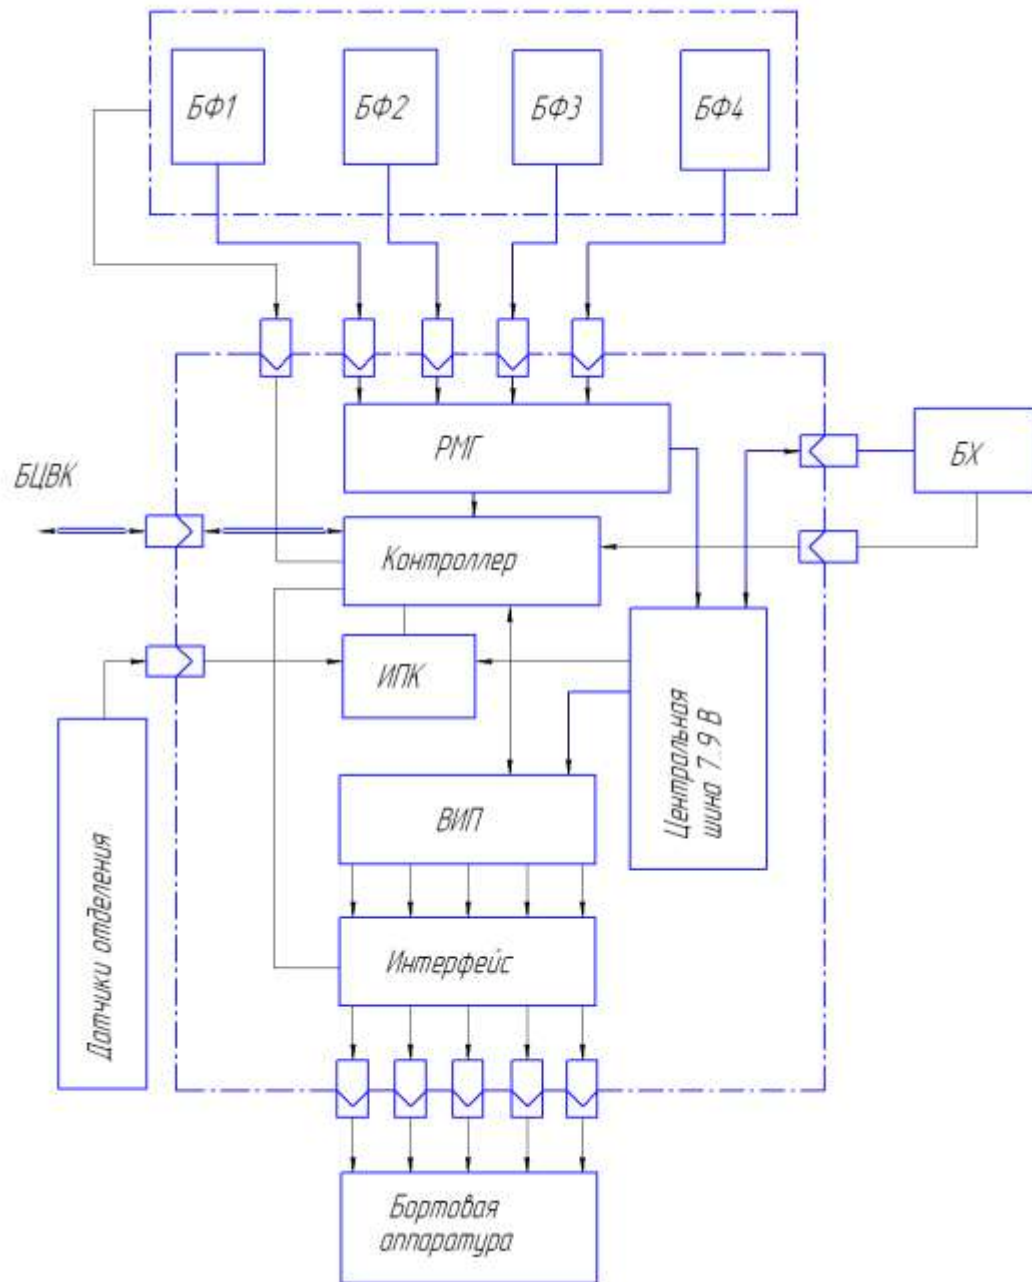 БФ1
БФ2
БФ3
БФ4
РМГ
БХ
БЦВК
Контроллер
ИПК
Центральная
шина 7..9 В
ВИП
Датчики отделения
Интерфейс
Бортовая
аппаратура